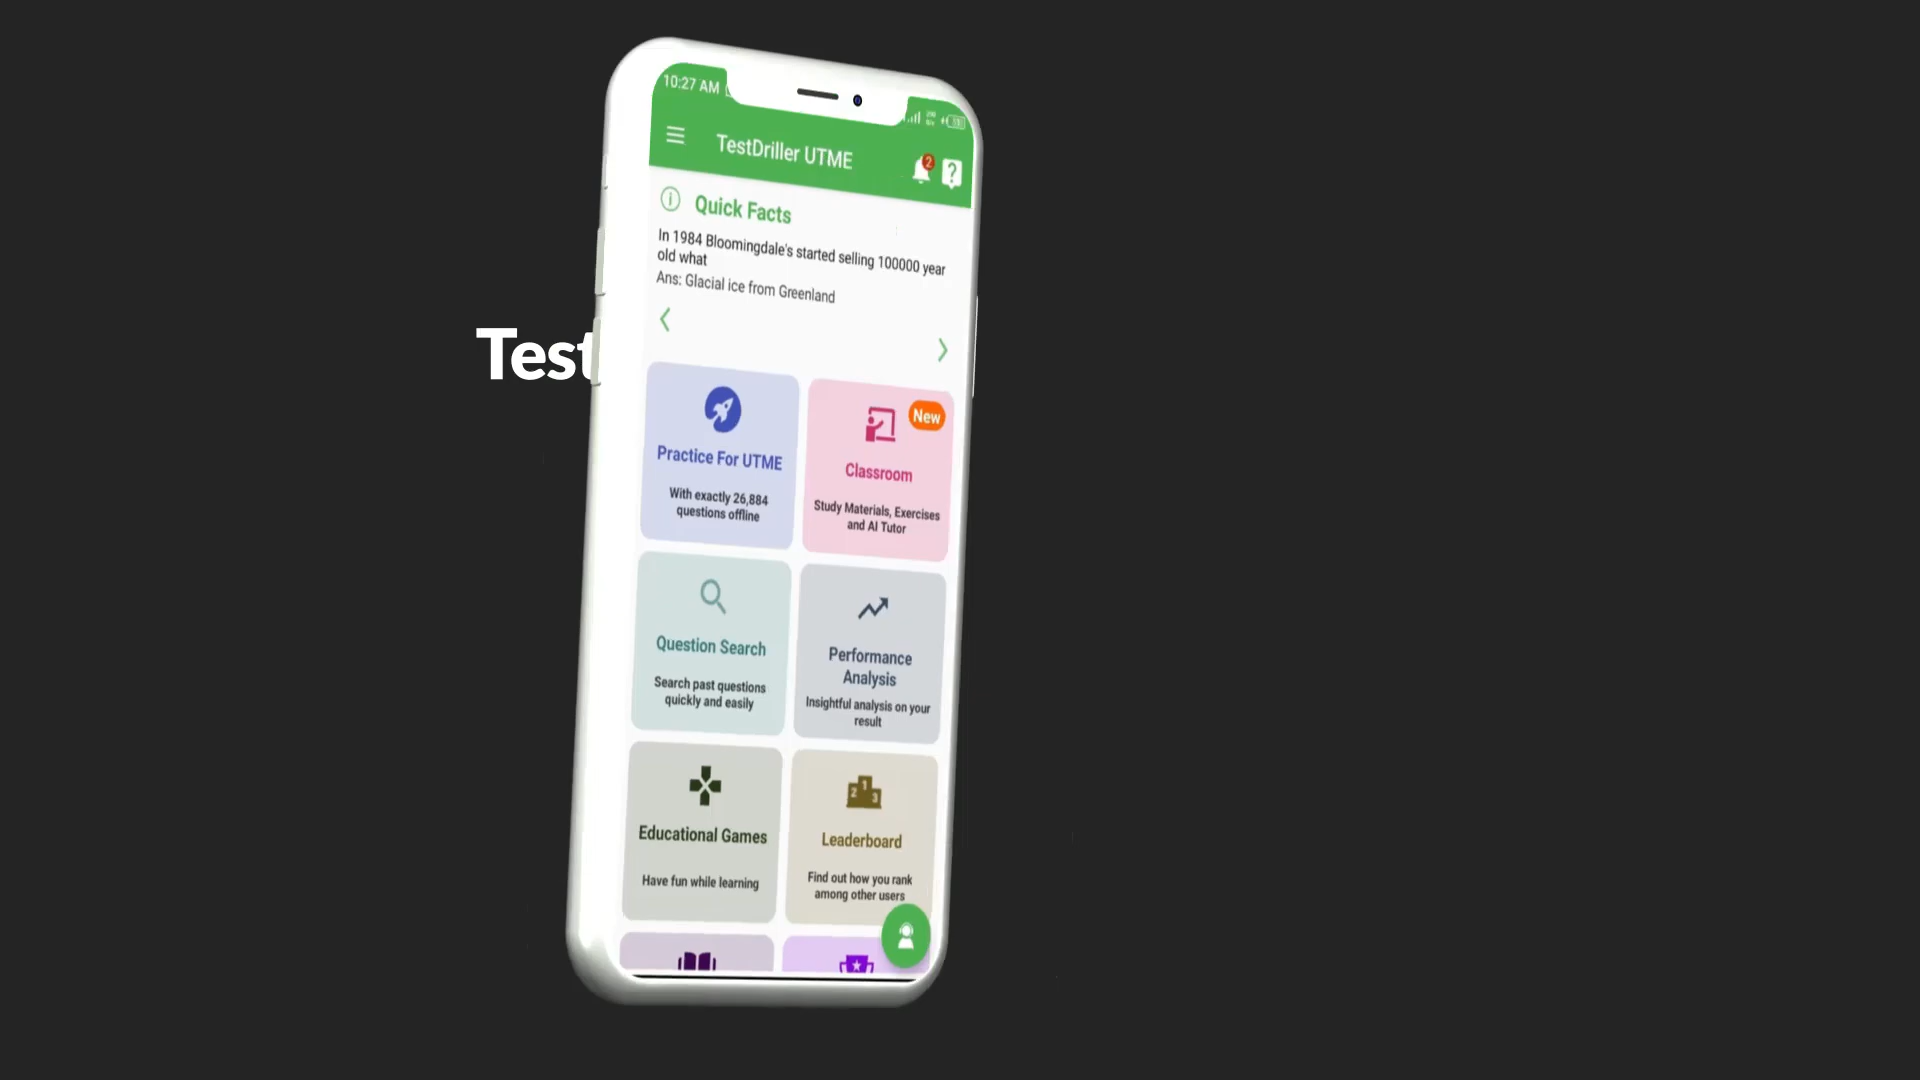 10:27 AM
TestDriller UTME
2
Quick Facts
In 1984 Bloomingdale's started selling 100000 year
old what
Ans: Glacial ice from Greenland
Test
New
Practice For UTME
With exactly 26,884
questions offline
Classroom
Study Materials, Exercises
and AI Tutor
Question Search
Search past questions
quickly and easily
Performance
Analysis
Insightful analysis on your
result
Educational Games
Have fun while learning
1
2
3
Leaderboard
Find out how you rank
among other users